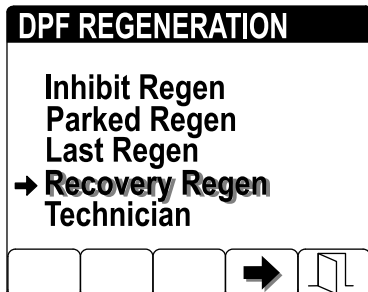 DPF REGENERATION
Inhibit Regen
Parked Regen
Last Regen
Recovery Regen
Technician